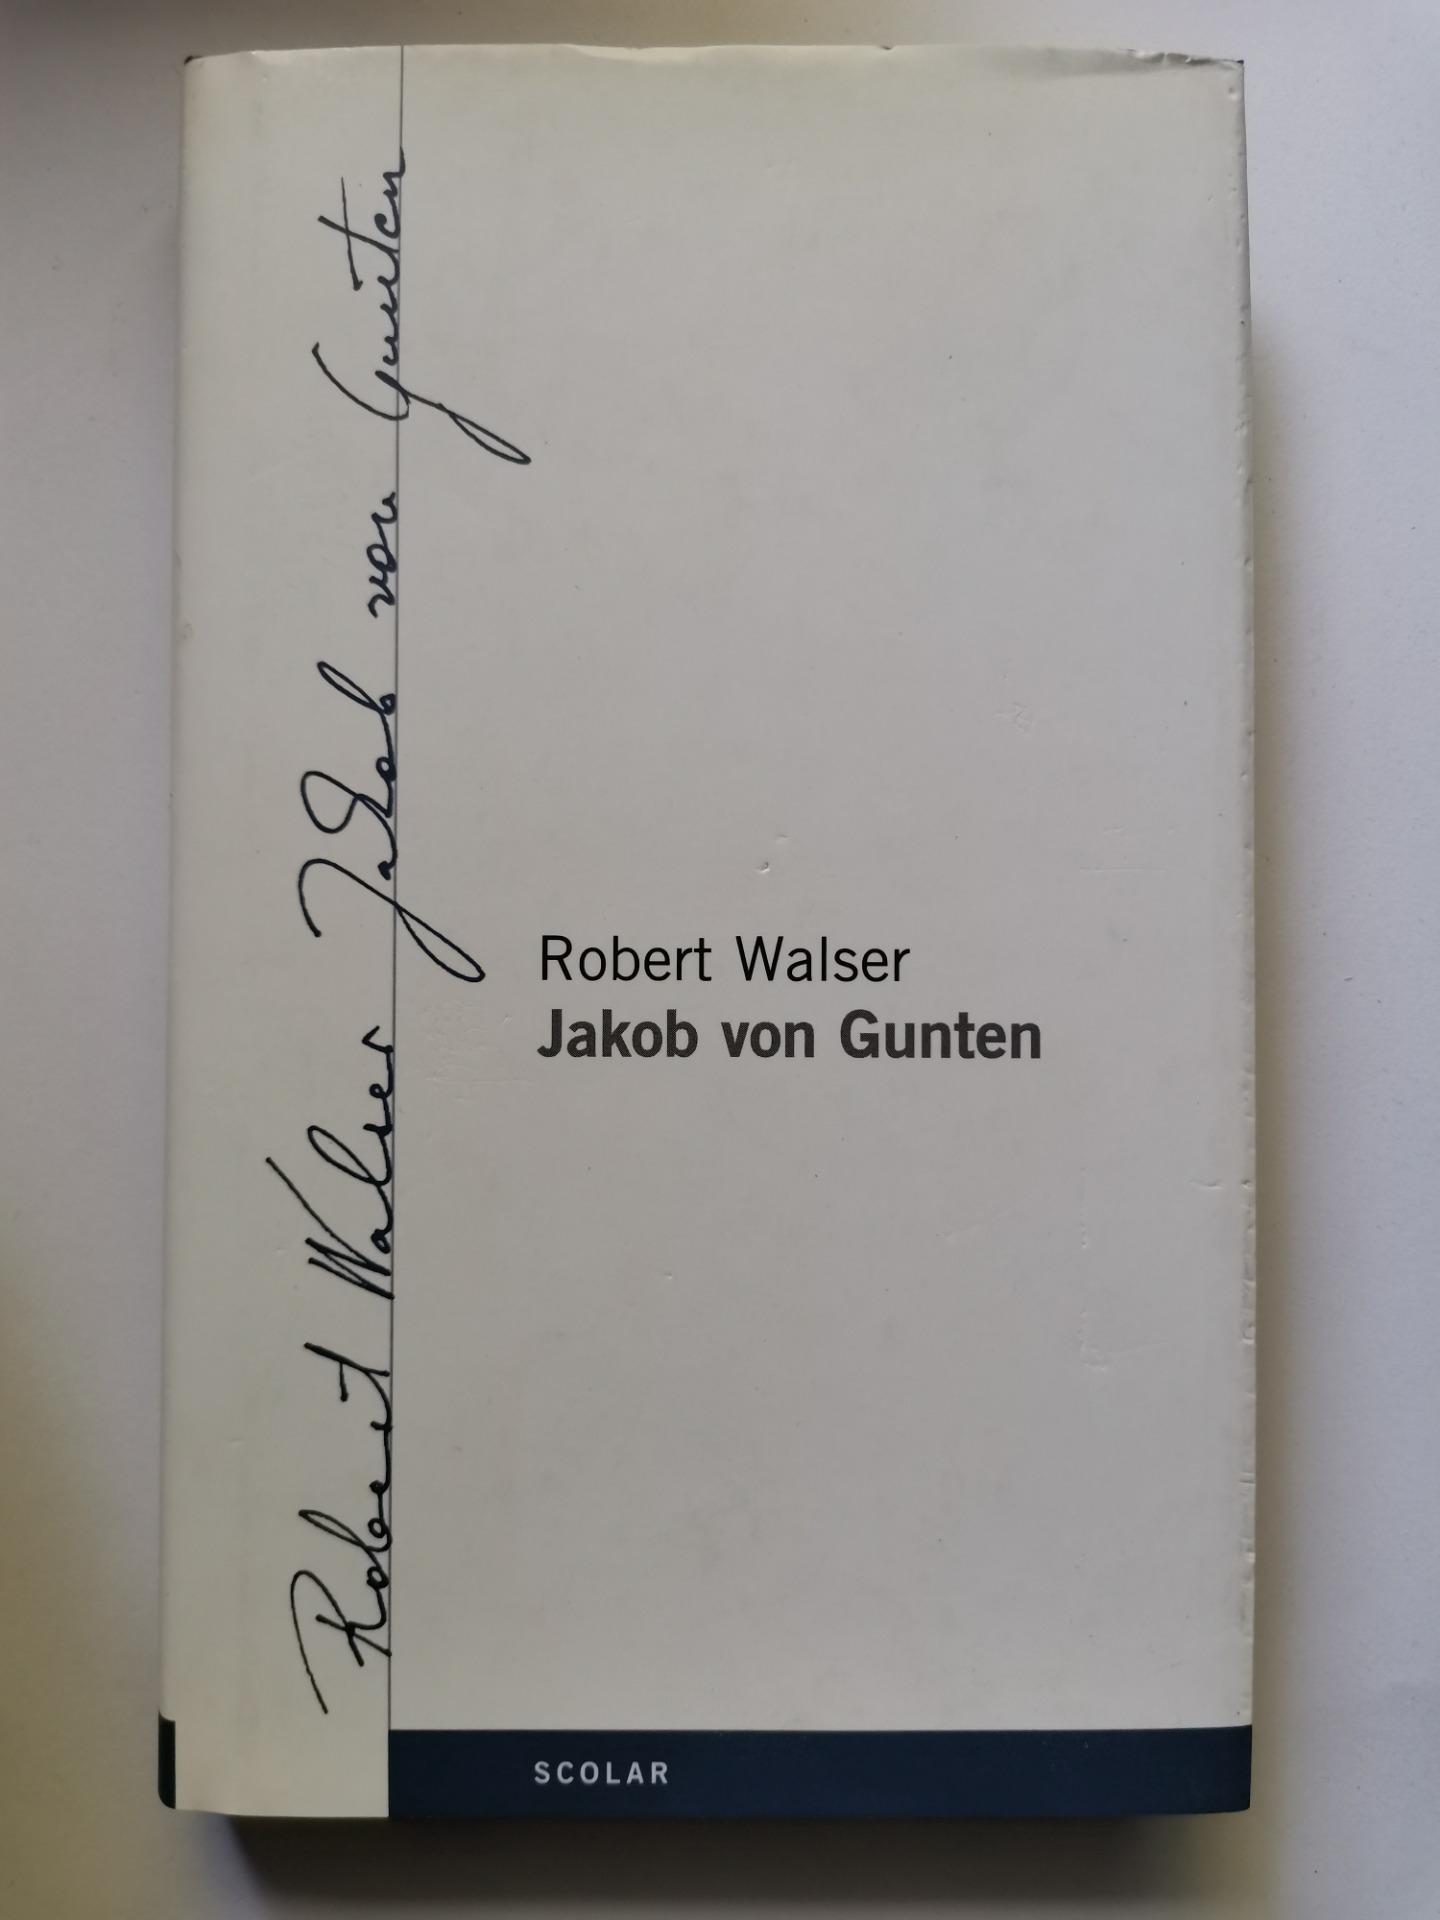 Robert Walser Jakob von Gunten
Robert Walser
Jakob von Gunten
SCOLAR